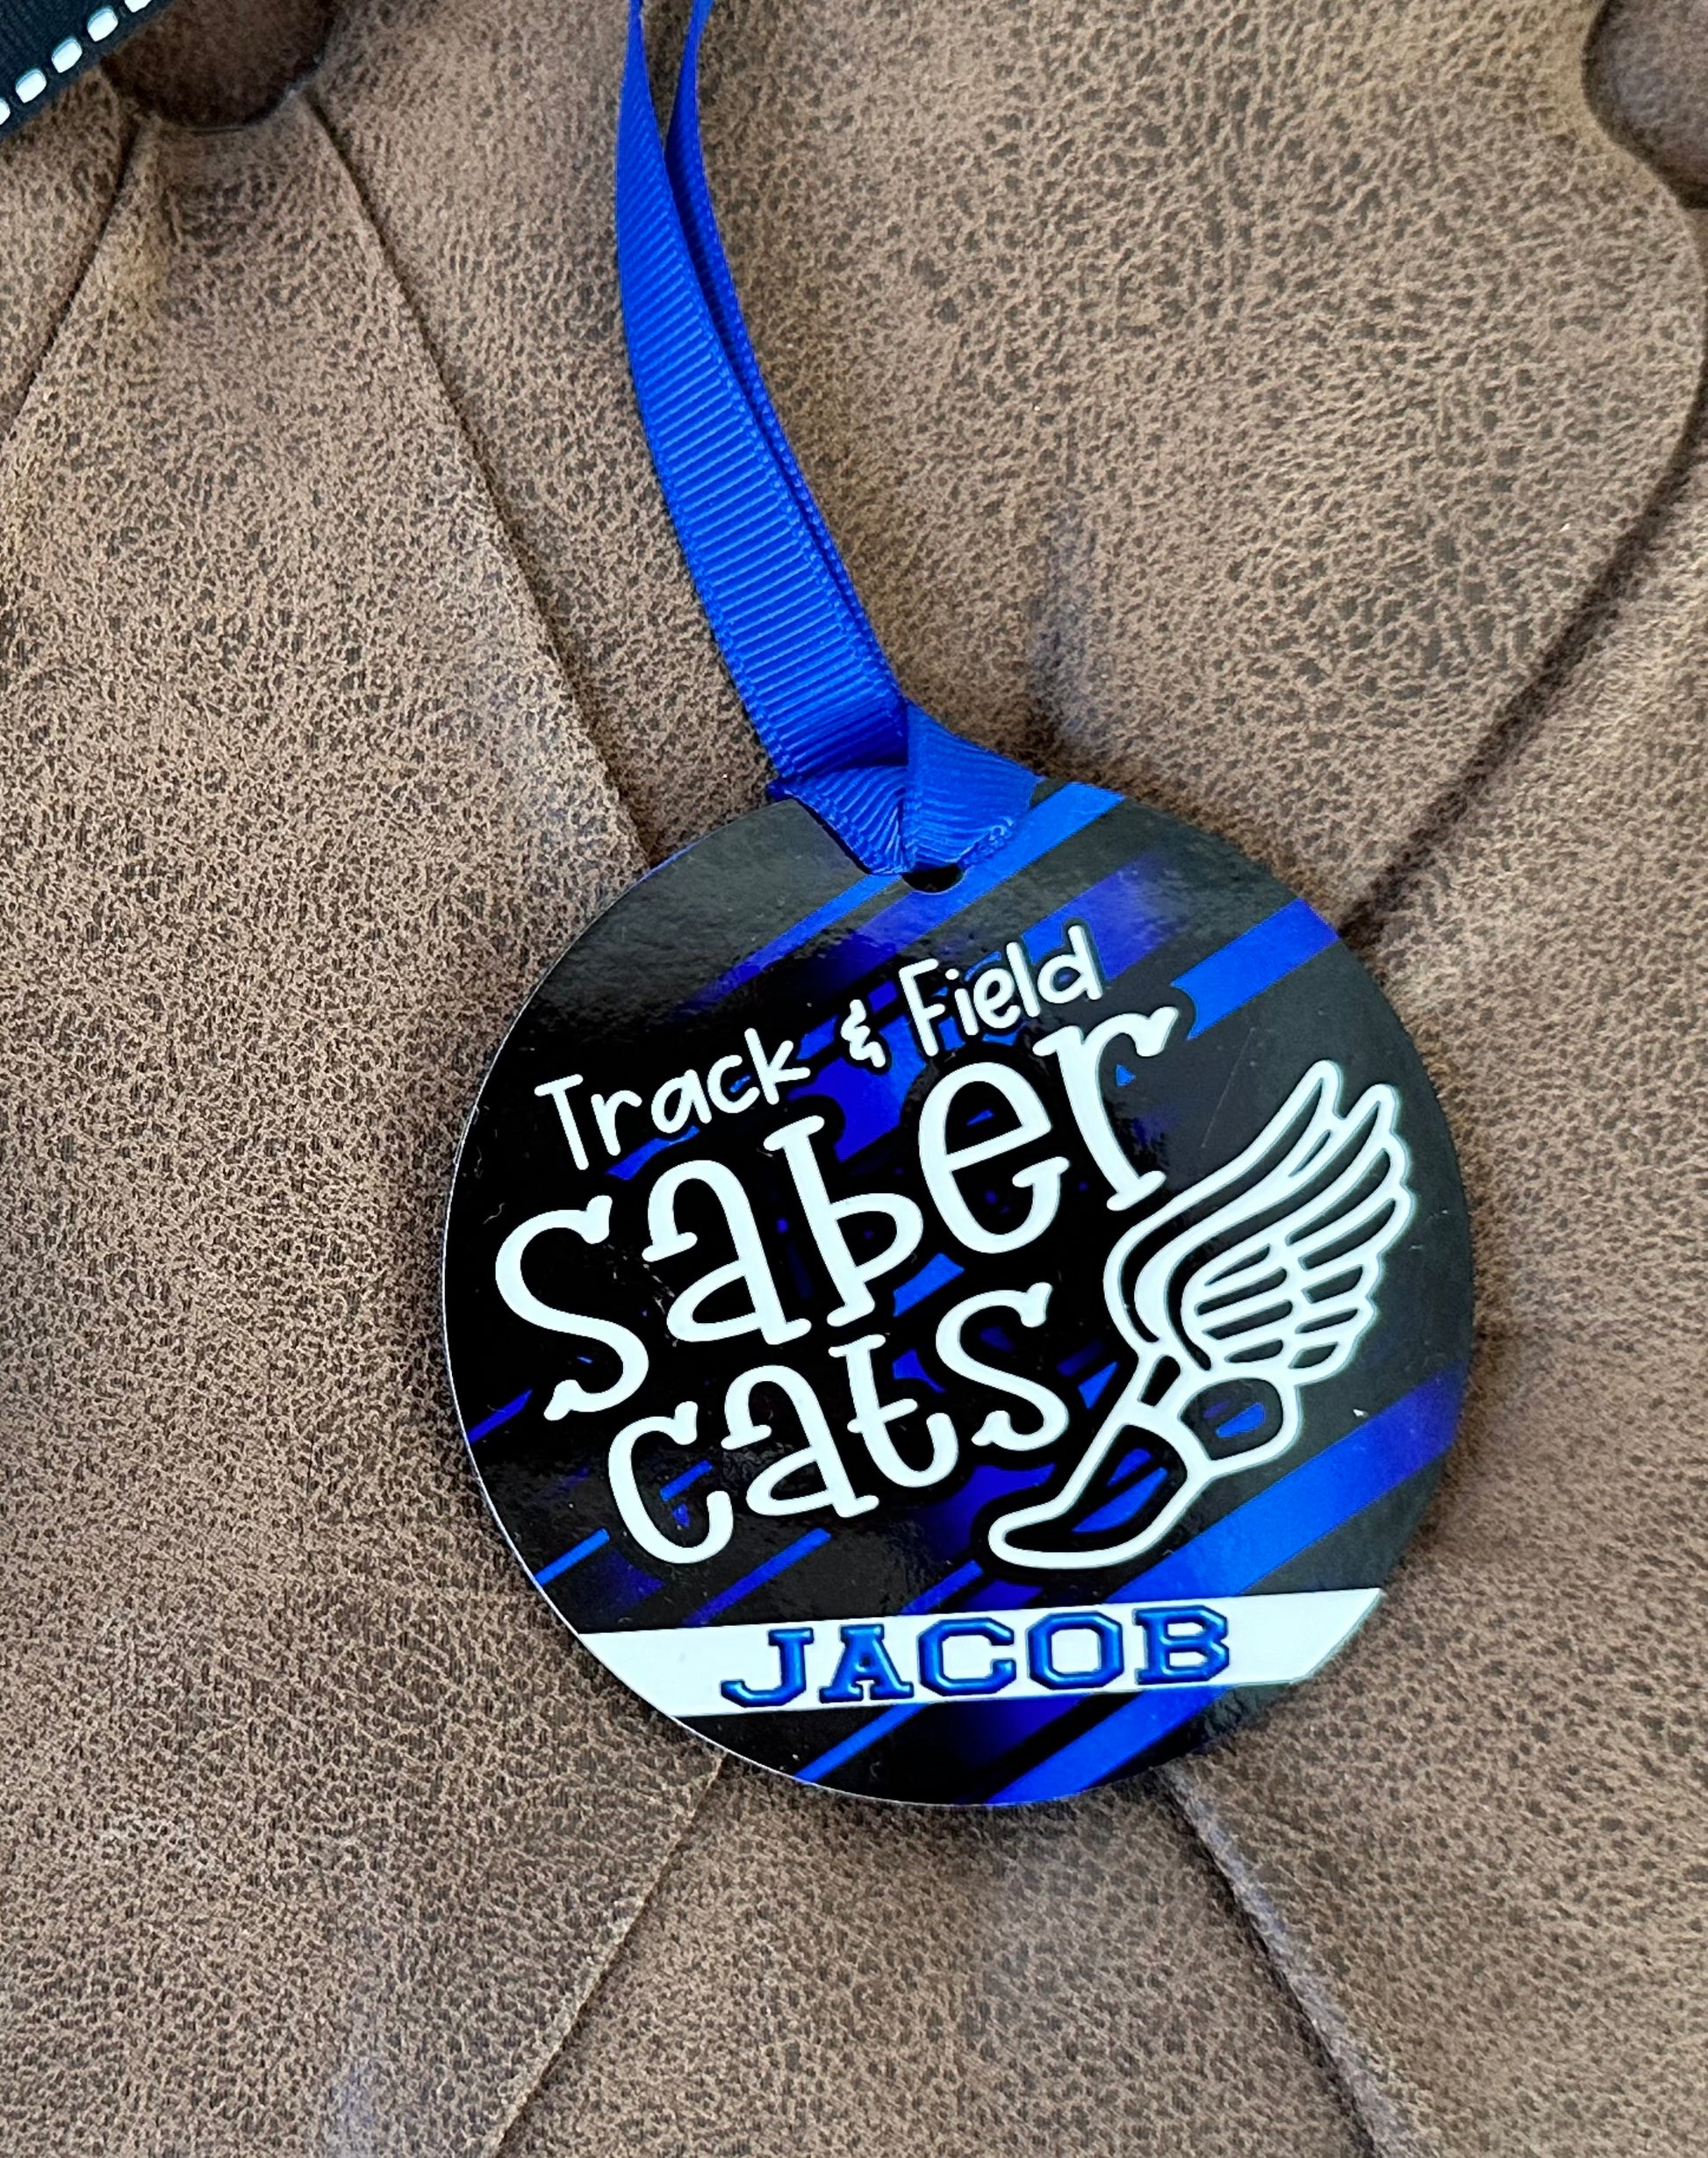 Track & Field
saber
cats
JACOB